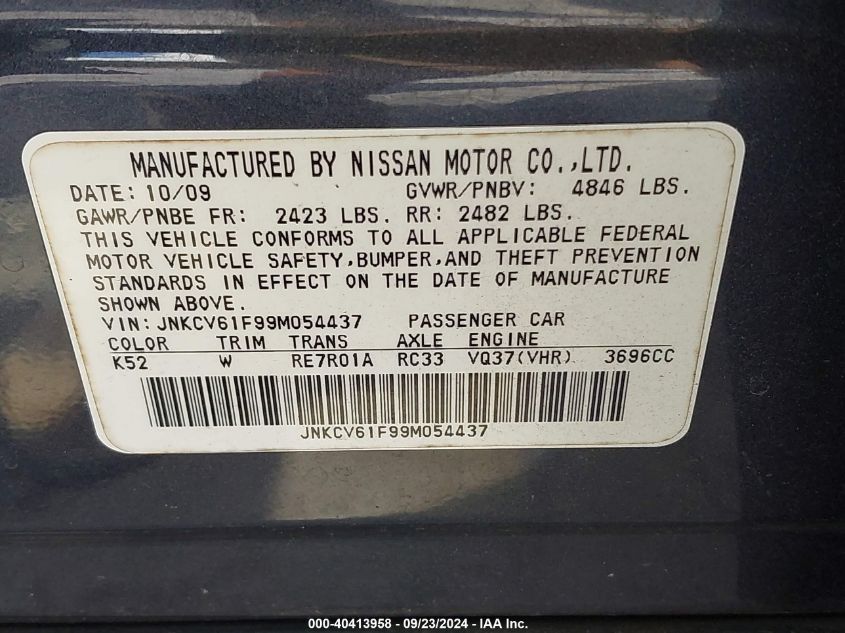 MANUFACTURED BY NISSAN MOTOR CO.,LTD.
DATE: 10/09 GVWR/PNBV: 4846 LBS.
GAWR/PNBE FR: 2423 LBS. RR: 2482 LBS.
THIS VEHICLE CONFORMS TO ALL APPLICABLE FEDERAL
MOTOR VEHICLE SAFETY,BUMPER,AND THEFT PREVENTION
STANDARDS IN EFFECT ON THE DATE OF MANUFACTURE
SHOWN ABOVE.
VIN: JNKCV61F99M054437 PASSENGER CAR
COLOR TRIM TRANS AXLE ENGINE
K52 W RE7R01A RC33 VQ37(VHR) 3696CC
JNKCV61F99M054437
000-40413958 - 09/23/2024 - IAA Inc.